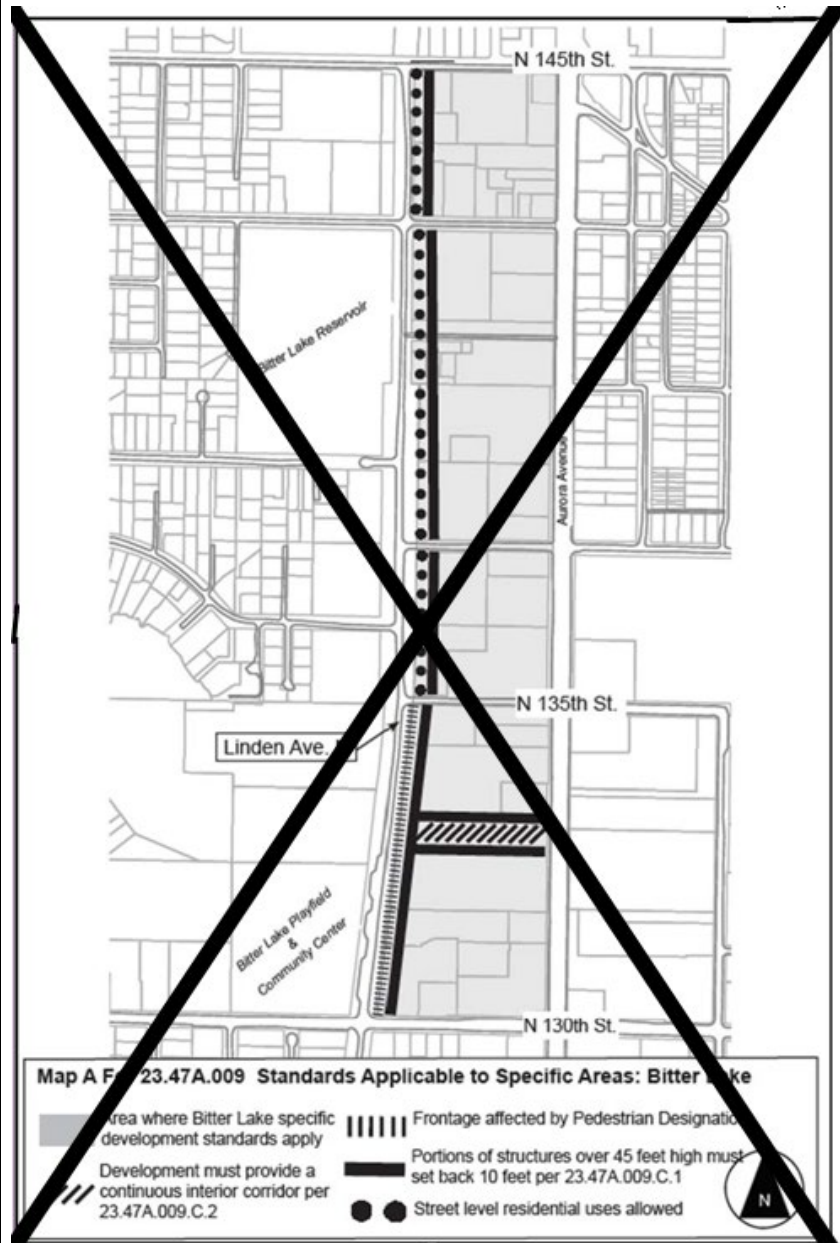 N 145th St.
Bitter Lake Reservoir
Aurora Avenue
N 135th St.
Linden Ave.
Bitter Lake Playfield
&
Community Center
N 130th St.
Map A F 23.47A.009 Standards Applicable to Specific Areas: Bitter Lake
Area where Bitter Lake specific
development standards apply
Development must provide a
continuous interior corridor per
23.47A.009.C.2
Frontage affected by Pedestrian Designatio
Portions of structures over 45 feet high must
set back 10 feet per 23.47A.009.C.1
Street level residential uses allowed
N